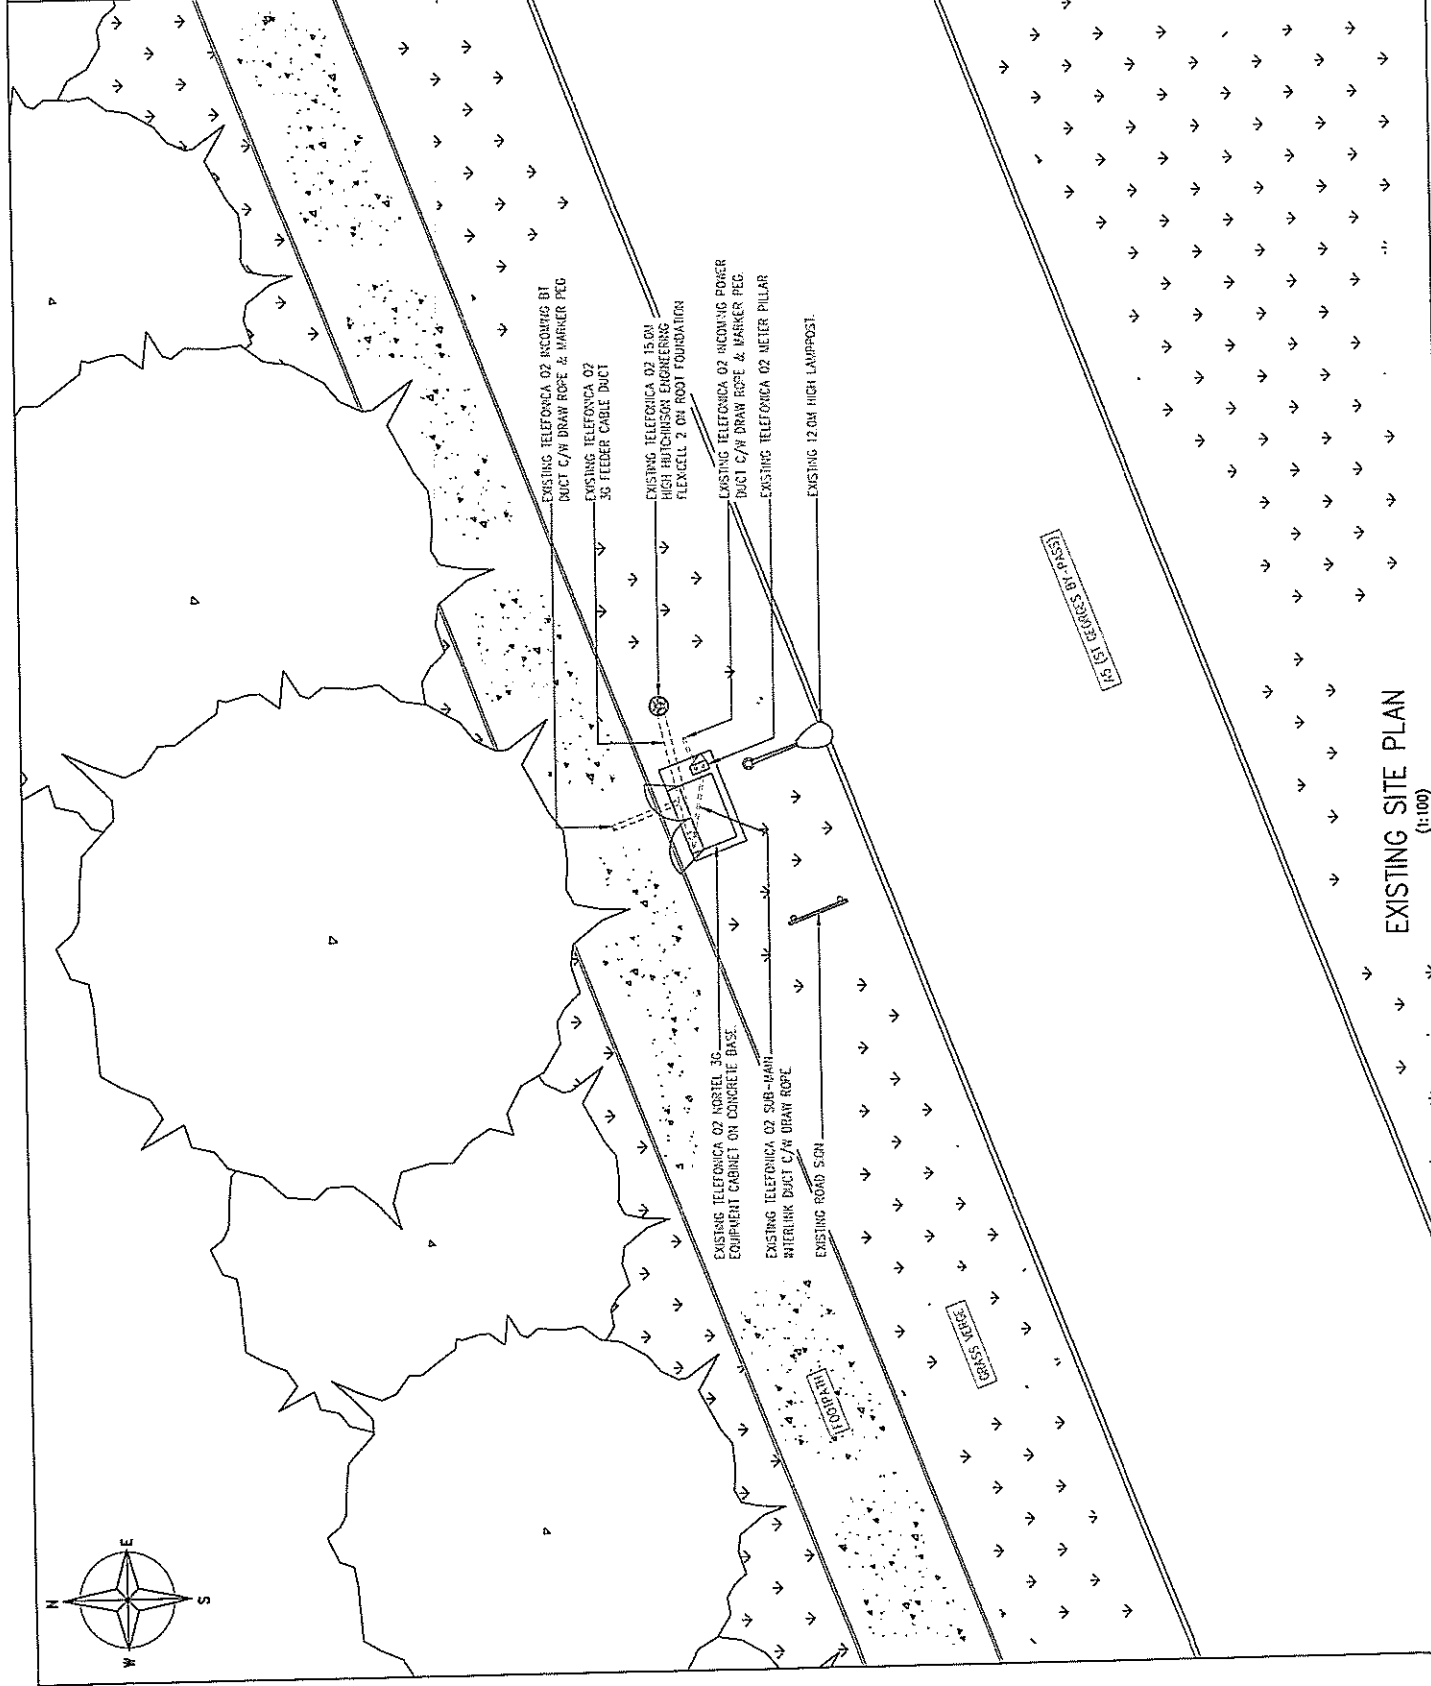 N
E
S
W
EXISTING TELEFONICA O2 INCOMING BT
DUCT C/W DRAW ROPE & MARKER PEG
EXISTING TELEFONICA O2
3G FEEDER CABLE DUCT
EXISTING TELEFONICA O2 15.0M
HIGH HUTCHINSON ENGINEERING
FLEXICELL 2 ON ROOT FOUNDATION
EXISTING TELEFONICA O2 INCOMING POWER
DUCT C/W DRAW ROPE & MARKER PEG.
EXISTING TELEFONICA O2 METER PILLAR
EXISTING 12.0M HIGH LAMPPOST.
EXISTING TELEFONICA O2 NORTEL 3G
EQUIPMENT CABINET ON CONCRETE BASE.
EXISTING TELEFONICA O2 SUB-MAIN
INTERLINK DUCT C/W DRAW ROPE.
EXISTING ROAD SIGN
FOOTPATH
GRASS VERGE
A5 (ST GEORGES BY-PASS)
EXISTING SITE PLAN
(1:100)